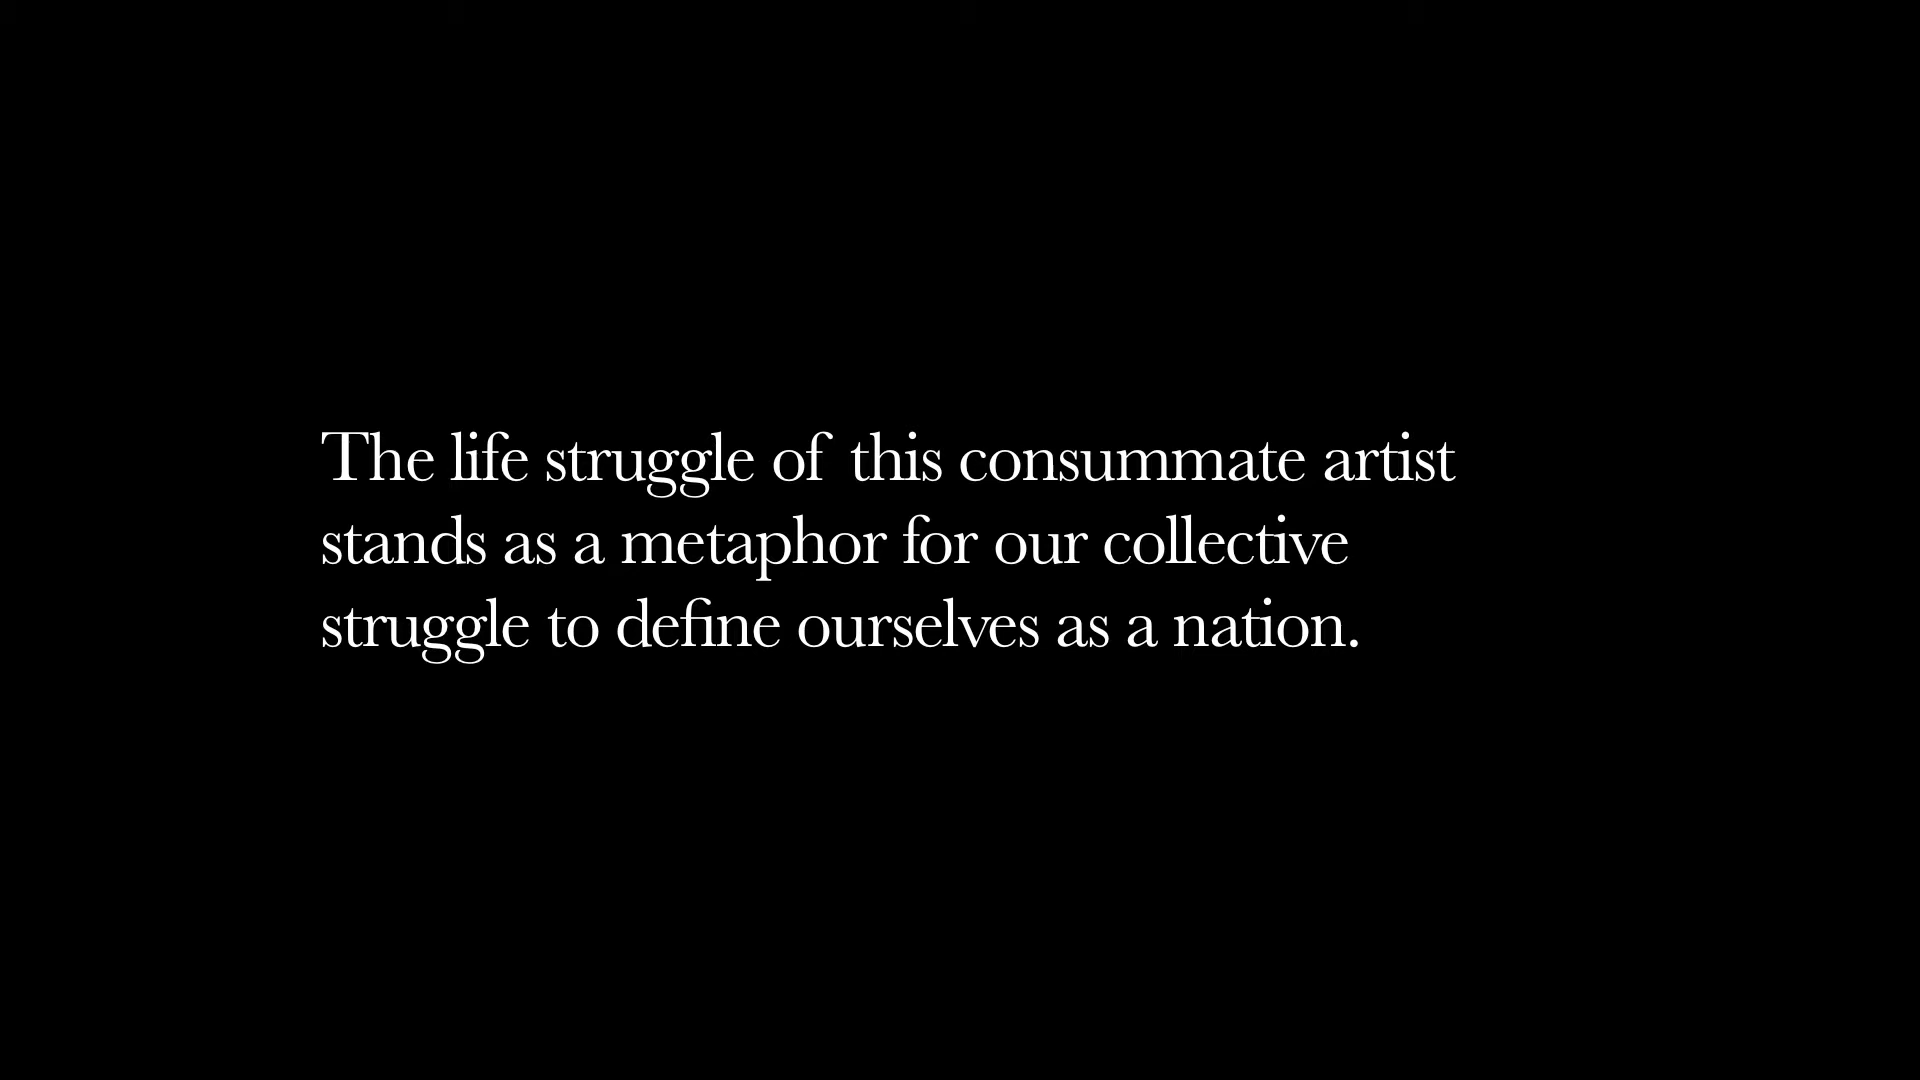 The life struggle of this consummate artist
stands as a metaphor for our collective
struggle to define ourselves as a nation.